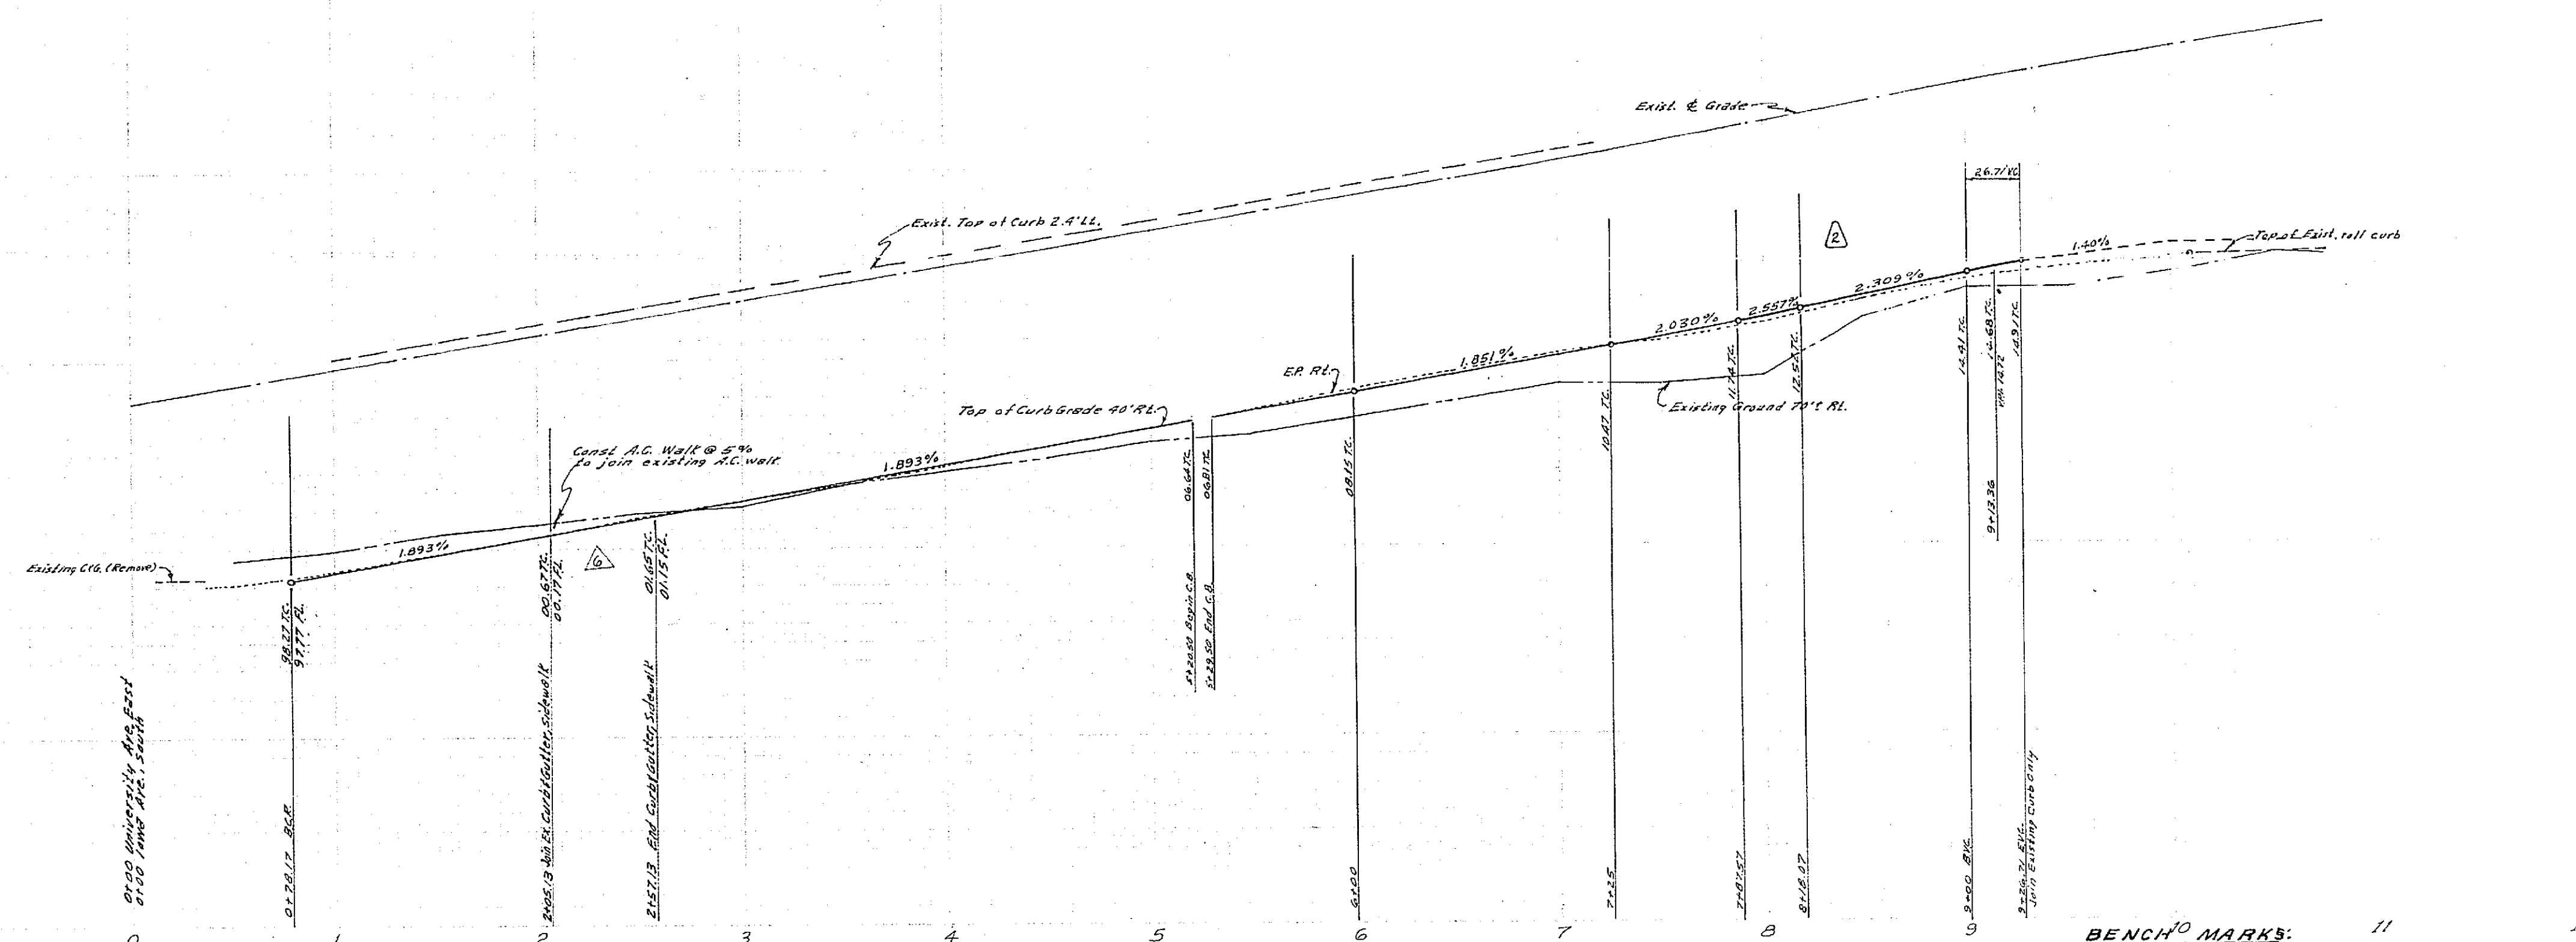 Exist. ₵ Grade
26.71 VC
Exist. Top of Curb 2.4' Lt.
2
Top of Exist. roll curb
1.40%
2.309%
2.557%
2.030%
1.851%
E.P. Rt.
Existing Ground 70'± Rt.
Top of Curb Grade 40' Rt.
Const A.C. Walk @ 5%
to join existing A.C. walk
1.893%
1.893%
6
Existing C&G. (Remove)
98.27 T.C.
97.77 FL.
00.67 T.C.
00.17 FL.
01.65 T.C.
01.15 FL.
06.64 T.C.
06.81 T.C.
08.15 T.C.
10.47 T.C.
11.74 T.C.
14.41 T.C.
14.68 T.C.
14.91 T.C.
9+13.36
0+00 University Ave. East
0+00 Iowa Ave., South
0+78.17 BCR
2+05.13 Join Ex. Curb & Gutter, Sidewalk
2+57.13 End Curb & Gutter, Sidewalk
5+20.50 Begin C.B.
5+29.50 End C.B.
6+00
7+25
7+87.57
8+18.07
9+00 BVC
9+26.71 EVC.
Join Existing Curb Only
0 1 2 3 4 5 6 7 8 9 10 11
BENCH MARKS: